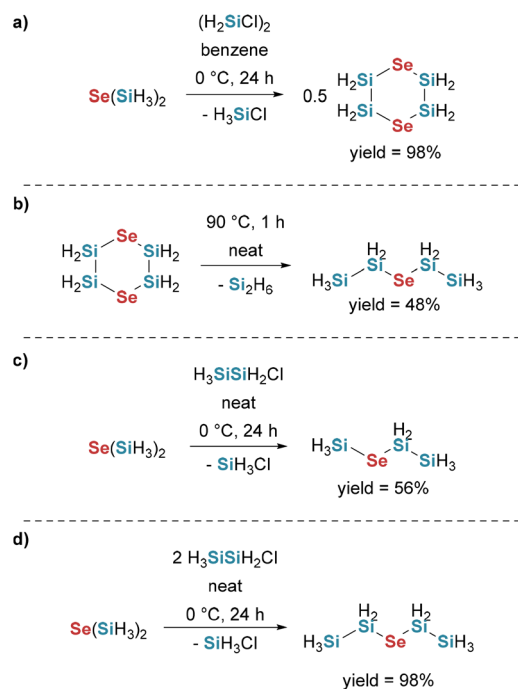 a)
(H₂SiCl)₂
benzene
0 °C, 24 h
Se(SiH₃)₂
- H₃SiCl
0.5
Se
H₂Si SiH₂
H₂Si SiH₂
Se
yield = 98%
b)
Se
H₂Si SiH₂
H₂Si SiH₂
Se
90 °C, 1 h
neat
- Si₂H₆
H₂ H₂
Si Si
H₃Si Se SiH₃
yield = 48%
c)
H₃SiSiH₂Cl
neat
0 °C, 24 h
Se(SiH₃)₂
- SiH₃Cl
H₂
H₃Si Si
Se SiH₃
yield = 56%
d)
2 H₃SiSiH₂Cl
neat
0 °C, 24 h
Se(SiH₃)₂
- SiH₃Cl
H₂ H₂
Si Si
H₃Si Se SiH₃
yield = 98%